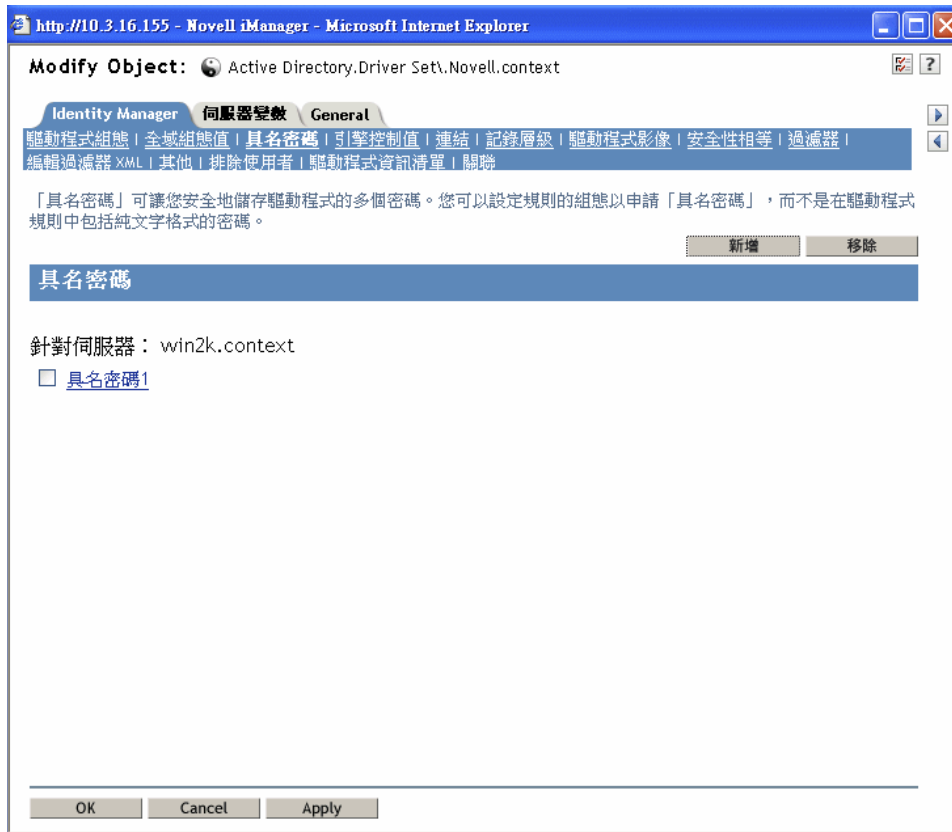 http://10.3.16.155 - Novell iManager - Microsoft Internet Explorer
Modify Object: Active Directory.Driver Set\.Novell.context
?
Identity Manager 伺服器變數 General
驅動程式組態 | 全域組態值 | 具名密碼 | 引擎控制值 | 連結 | 記錄層級 | 驅動程式影像 | 安全性相等 | 過濾器 |
編輯過濾器 XML | 其他 | 排除使用者 | 驅動程式資訊清單 | 關聯
「具名密碼」可讓您安全地儲存驅動程式的多個密碼。您可以設定規則的組態以申請「具名密碼」，而不是在驅動程式
規則中包括純文字格式的密碼。
新增 移除
具名密碼
針對伺服器： win2k.context
具名密碼1
OK Cancel Apply